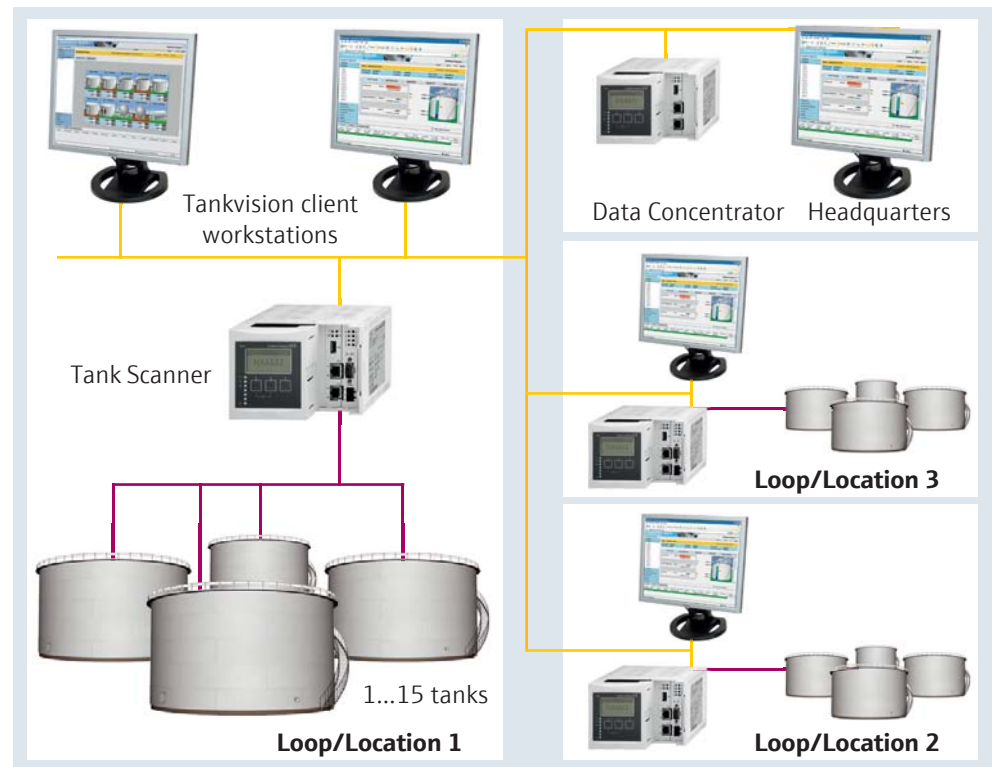 Tankvision client
workstations
Tank Scanner
1...15 tanks
Loop/Location 1
Data Concentrator
Headquarters
Loop/Location 3
Loop/Location 2